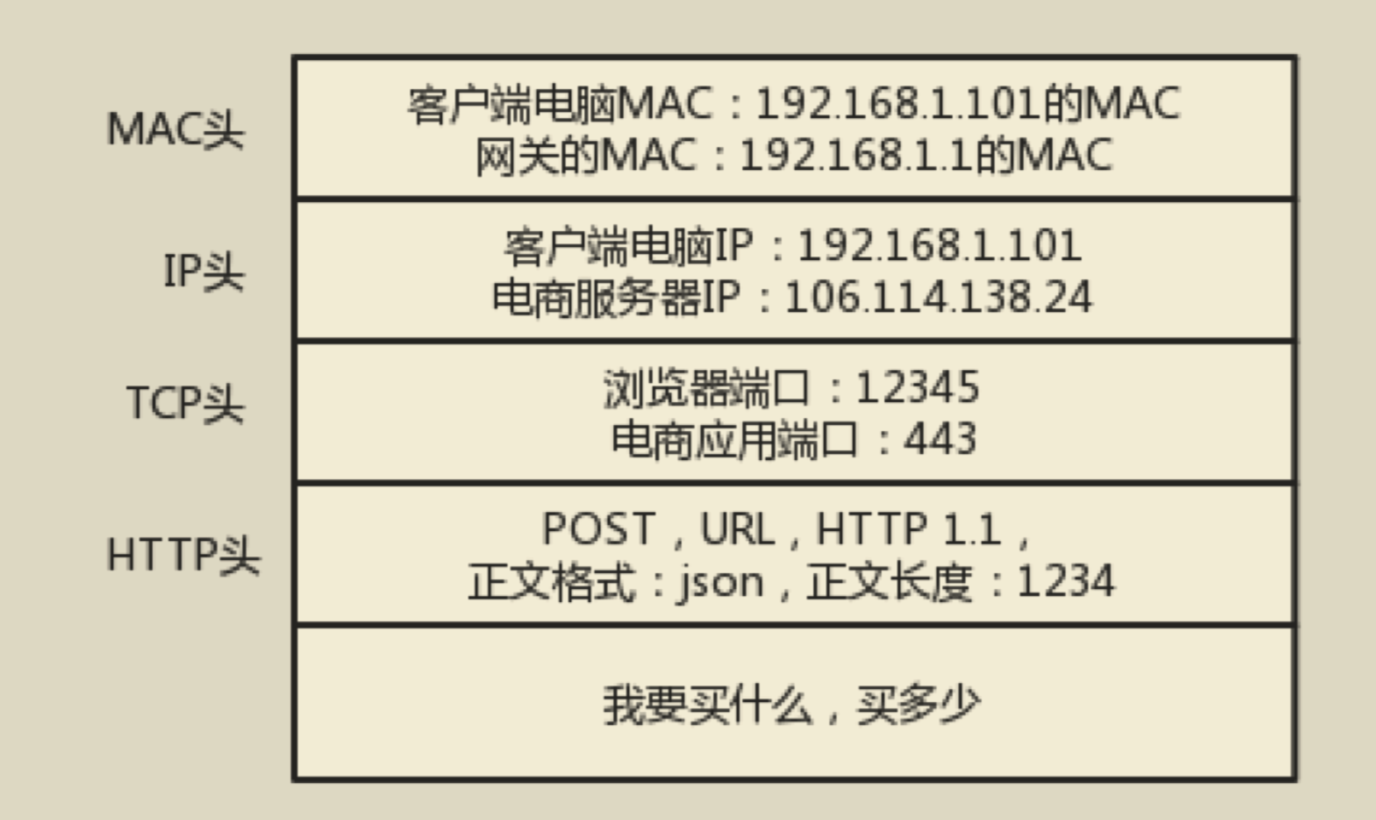 MAC头
客户端电脑MAC：192.168.1.101的MAC
网关的MAC：192.168.1.1的MAC
IP头
客户端电脑IP：192.168.1.101
电商服务器IP：106.114.138.24
TCP头
浏览器端口：12345
电商应用端口：443
HTTP头
POST，URL，HTTP 1.1，
正文格式：json，正文长度：1234
我要买什么，买多少